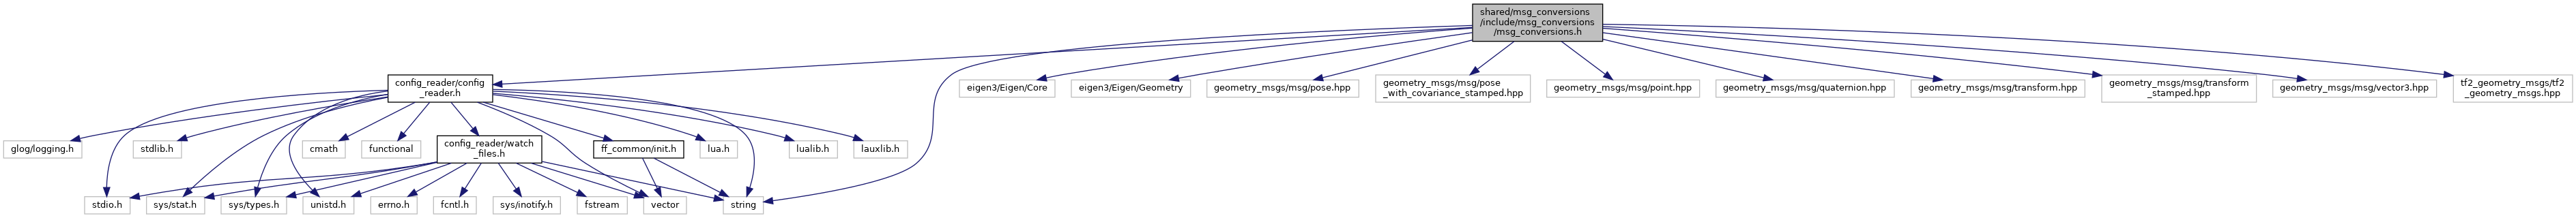 shared/msg_conversions
/include/msg_conversions
/msg_conversions.h
config_reader/config
_reader.h
eigen3/Eigen/Core
eigen3/Eigen/Geometry
geometry_msgs/msg/pose.hpp
geometry_msgs/msg/pose
_with_covariance_stamped.hpp
geometry_msgs/msg/point.hpp
geometry_msgs/msg/quaternion.hpp
geometry_msgs/msg/transform.hpp
geometry_msgs/msg/transform
_stamped.hpp
geometry_msgs/msg/vector3.hpp
tf2_geometry_msgs/tf2
_geometry_msgs.hpp
glog/logging.h
stdlib.h
cmath
functional
config_reader/watch
_files.h
ff_common/init.h
lua.h
lualib.h
lauxlib.h
stdio.h
sys/stat.h
sys/types.h
unistd.h
errno.h
fcntl.h
sys/inotify.h
fstream
vector
string